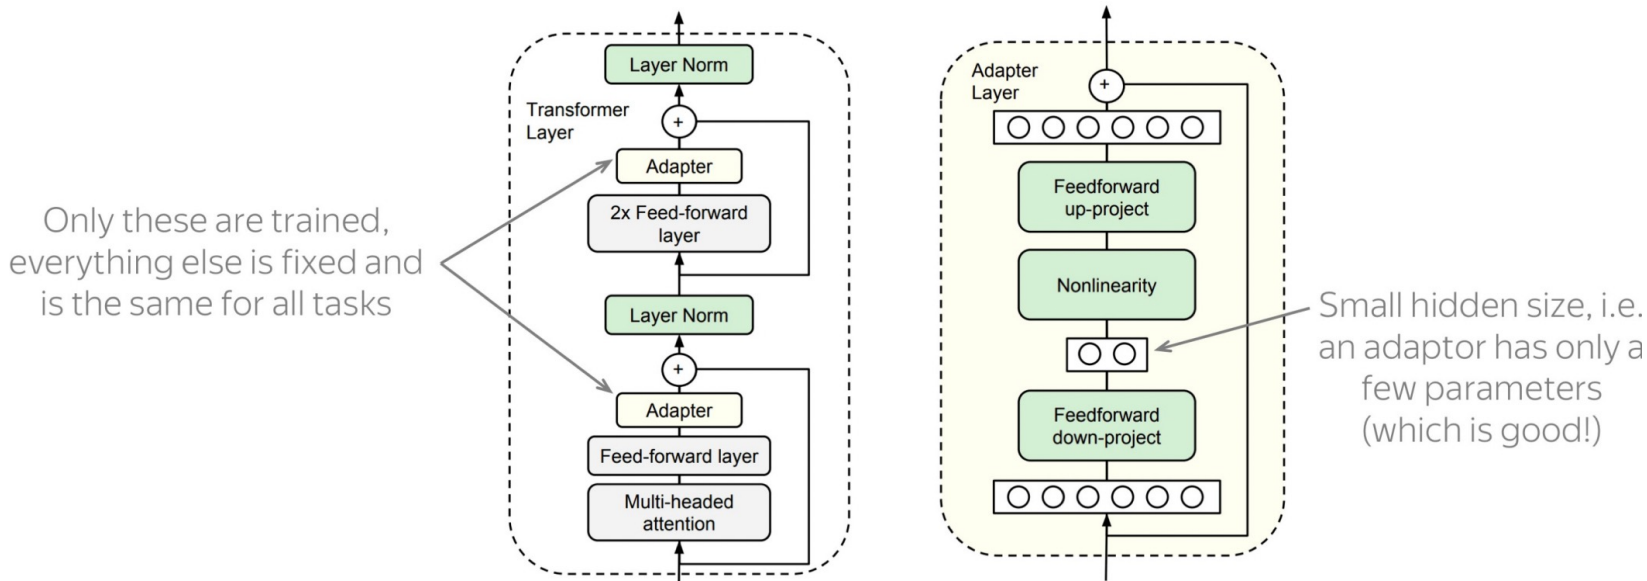 Only these are trained,
everything else is fixed and
is the same for all tasks
Layer Norm
Transformer
Layer
+
Adapter
2x Feed-forward
layer
Layer Norm
+
Adapter
Feed-forward layer
Multi-headed
attention
Adapter
Layer
+
Feedforward
up-project
Nonlinearity
Feedforward
down-project
Small hidden size, i.e.
an adaptor has only a
few parameters
(which is good!)